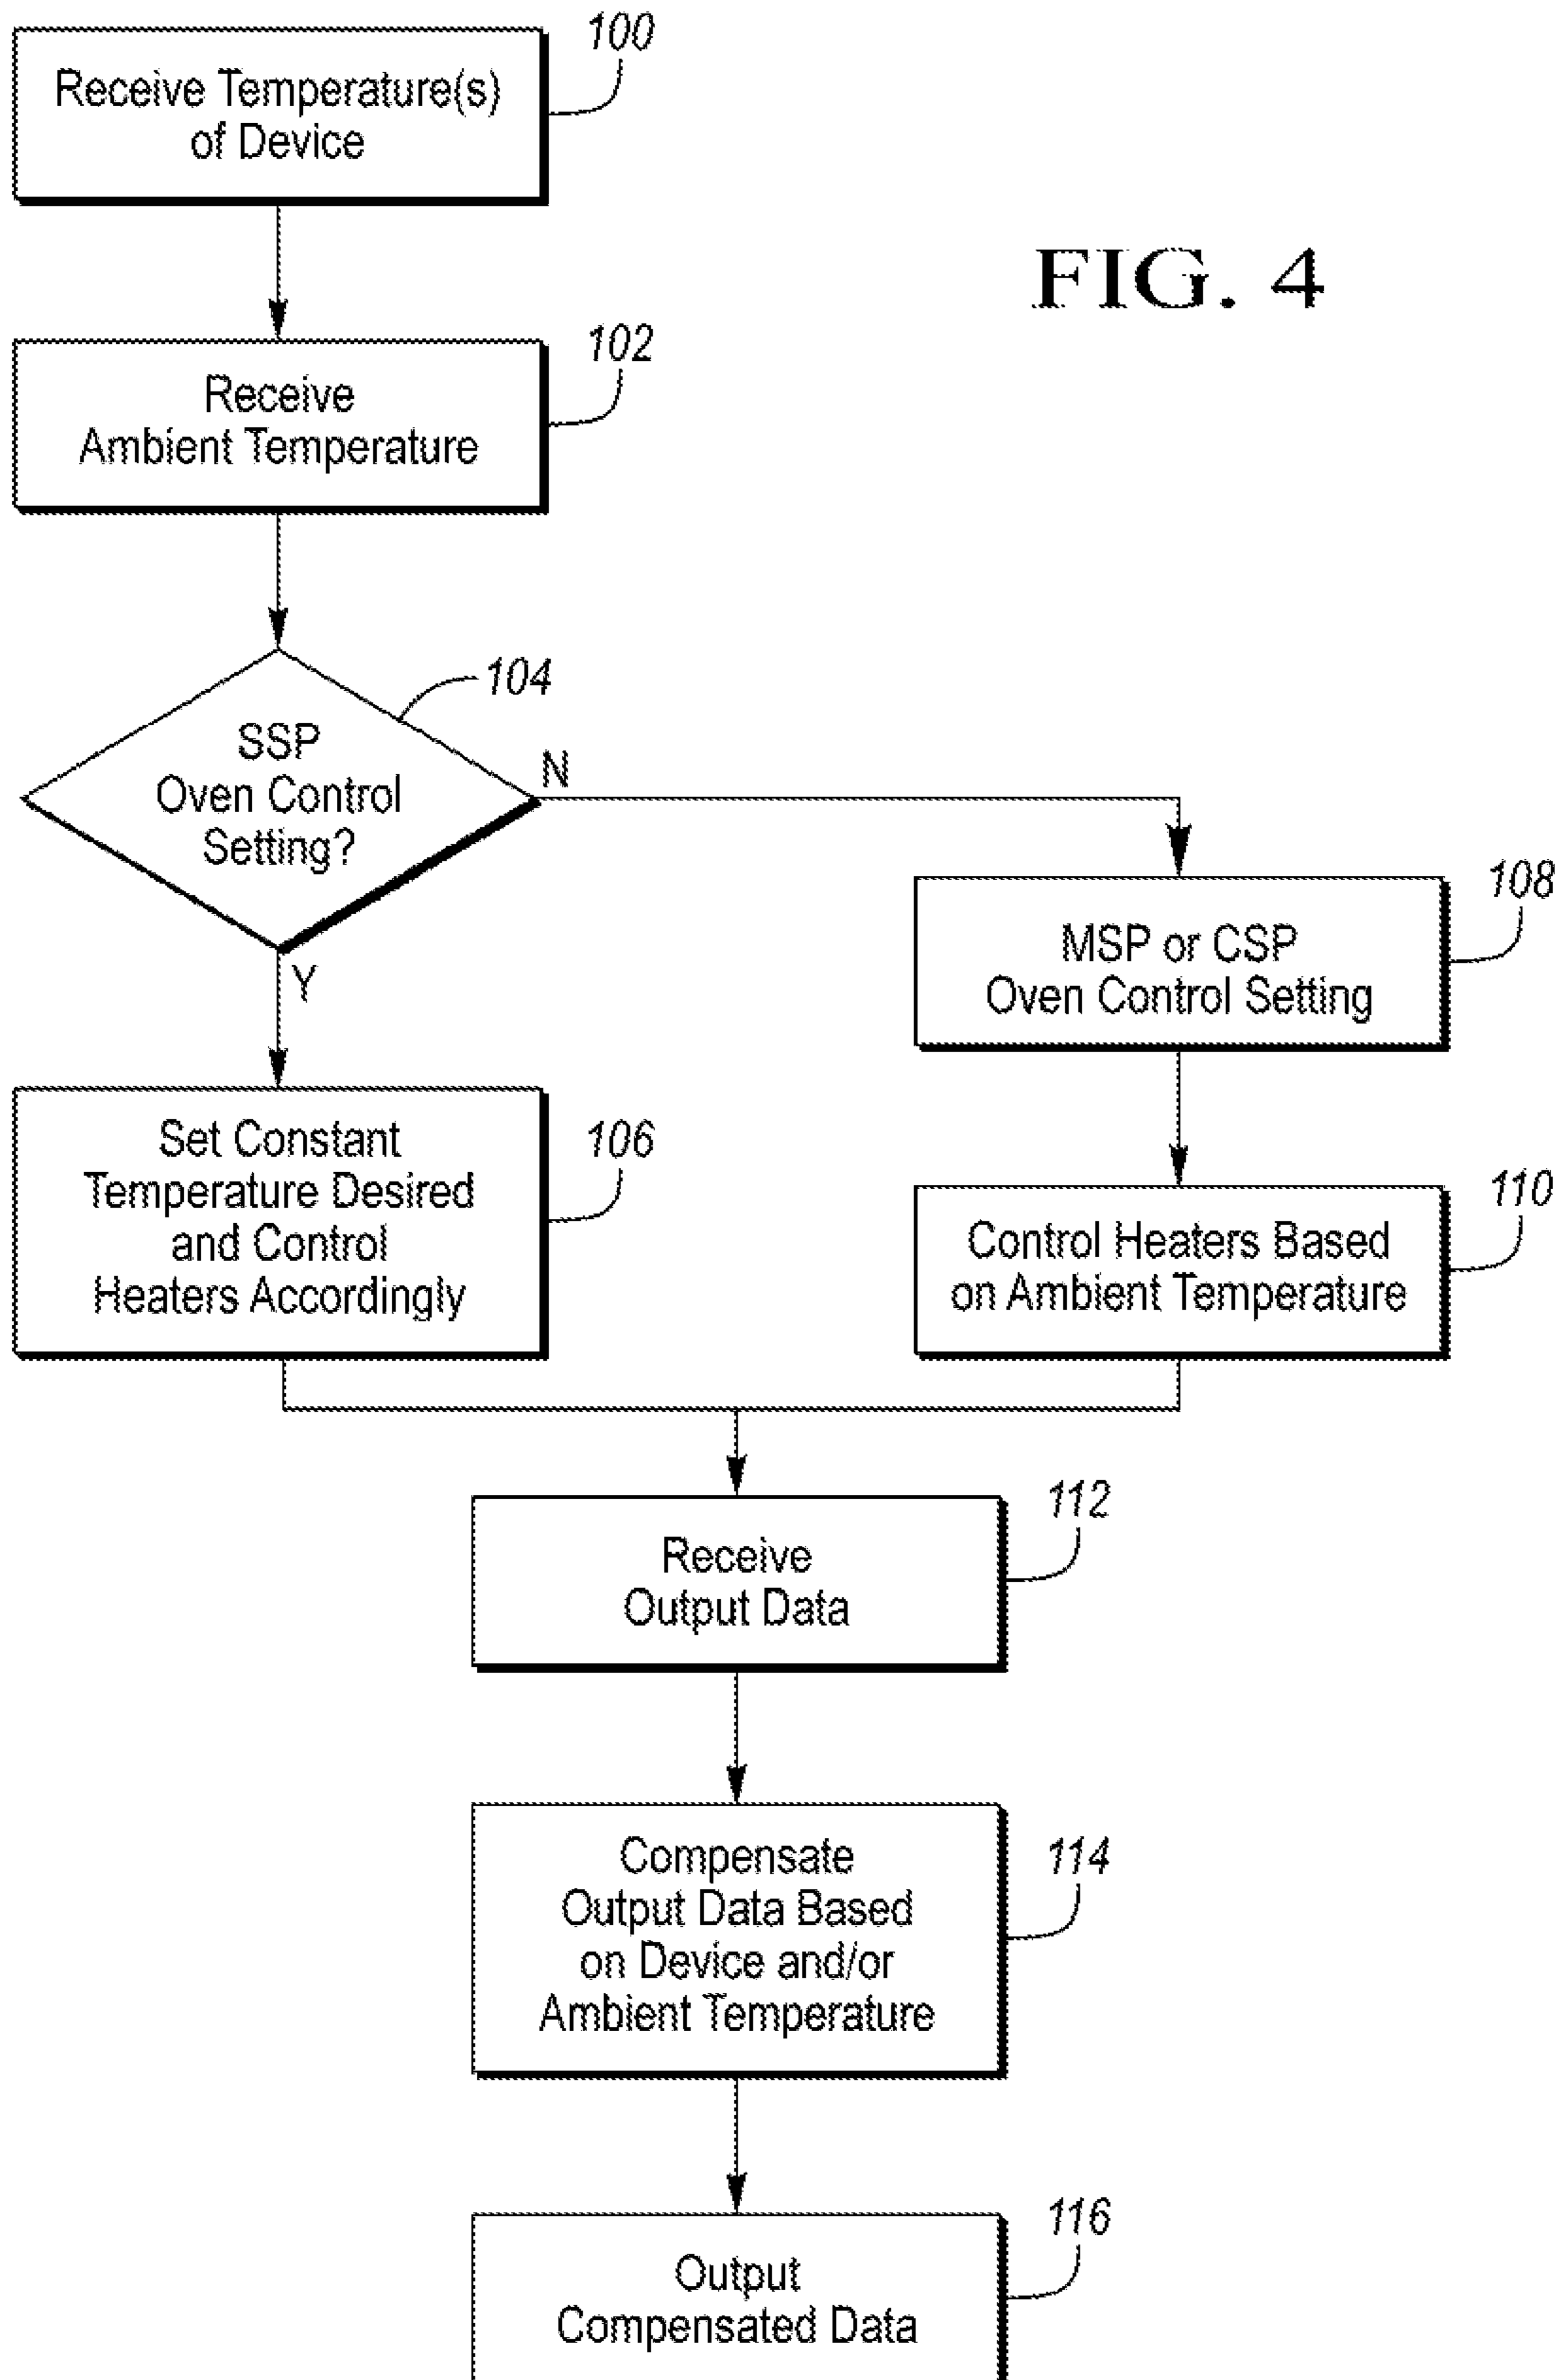 100
Receive Temperature(s)
of Device
FIG. 4
102
Receive
Ambient Temperature
104
SSP
Oven Control
Setting?
N
Y
108
MSP or CSP
Oven Control Setting
106
Set Constant
Temperature Desired
and Control
Heaters Accordingly
110
Control Heaters Based
on Ambient Temperature
112
Receive
Output Data
114
Compensate
Output Data Based
on Device and/or
Ambient Temperature
116
Output
Compensated Data